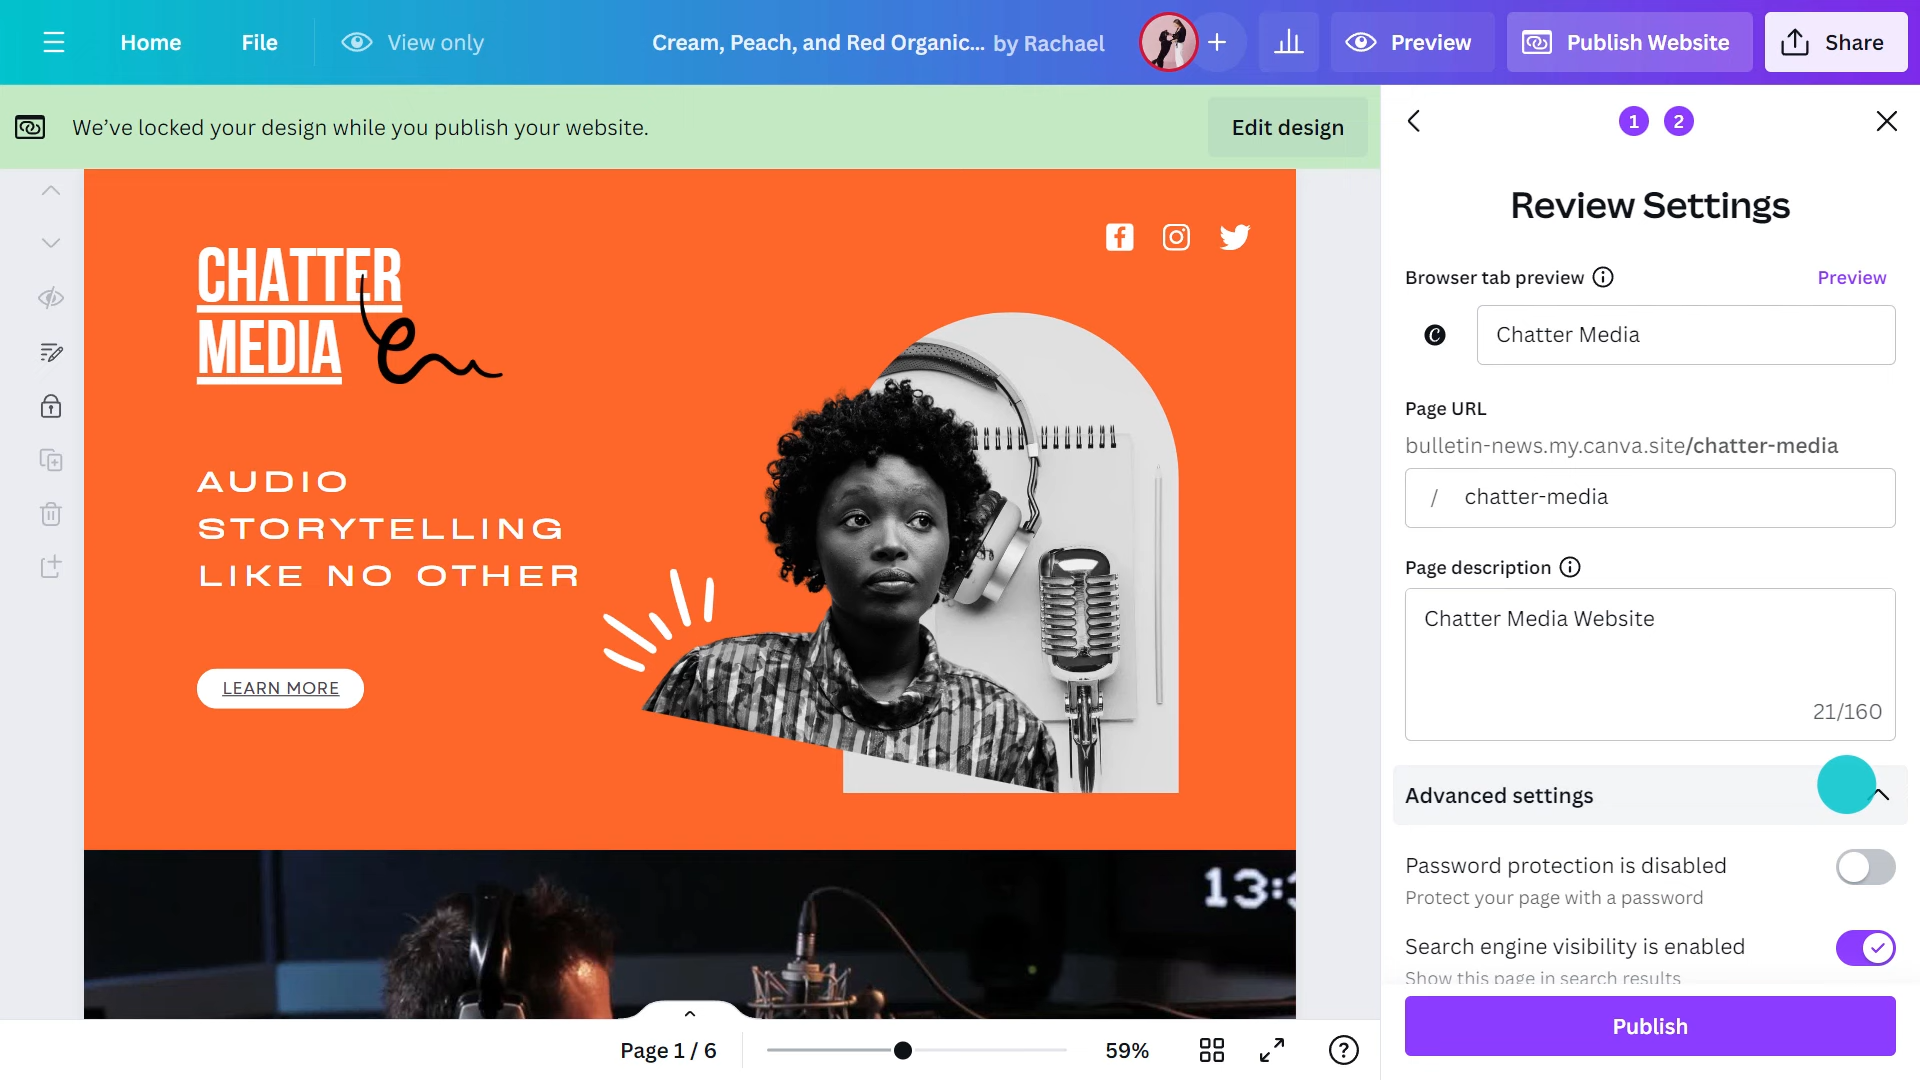 Home
File
View only
Cream, Peach, and Red Organic... by Rachael
Preview
Publish Website
Share
We’ve locked your design while you publish your website.
Edit design
1 2
Review Settings
Browser tab preview
Preview
Chatter Media
Page URL
bulletin-news.my.canva.site/chatter-media
/ chatter-media
Page description
Chatter Media Website
21/160
Advanced settings
Password protection is disabled
Protect your page with a password
Search engine visibility is enabled
Show this page in search results
Publish
CHATTER
MEDIA
AUDIO
STORYTELLING
LIKE NO OTHER
LEARN MORE
Page 1 / 6
59%